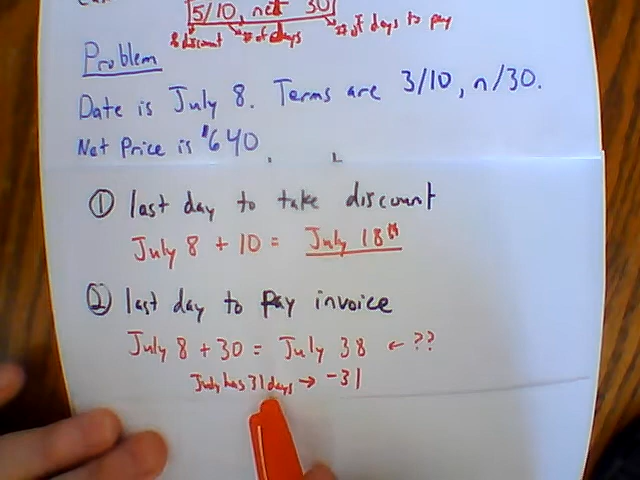 5/10, net 30
% discount # of days # of days to pay
Problem
Date is July 8. Terms are 3/10, n/30.
Net Price is $640.
① last day to take discount
July 8 + 10 = July 18th
② last day to pay invoice
July 8 + 30 = July 38 ← ??
July has 31 days → -31